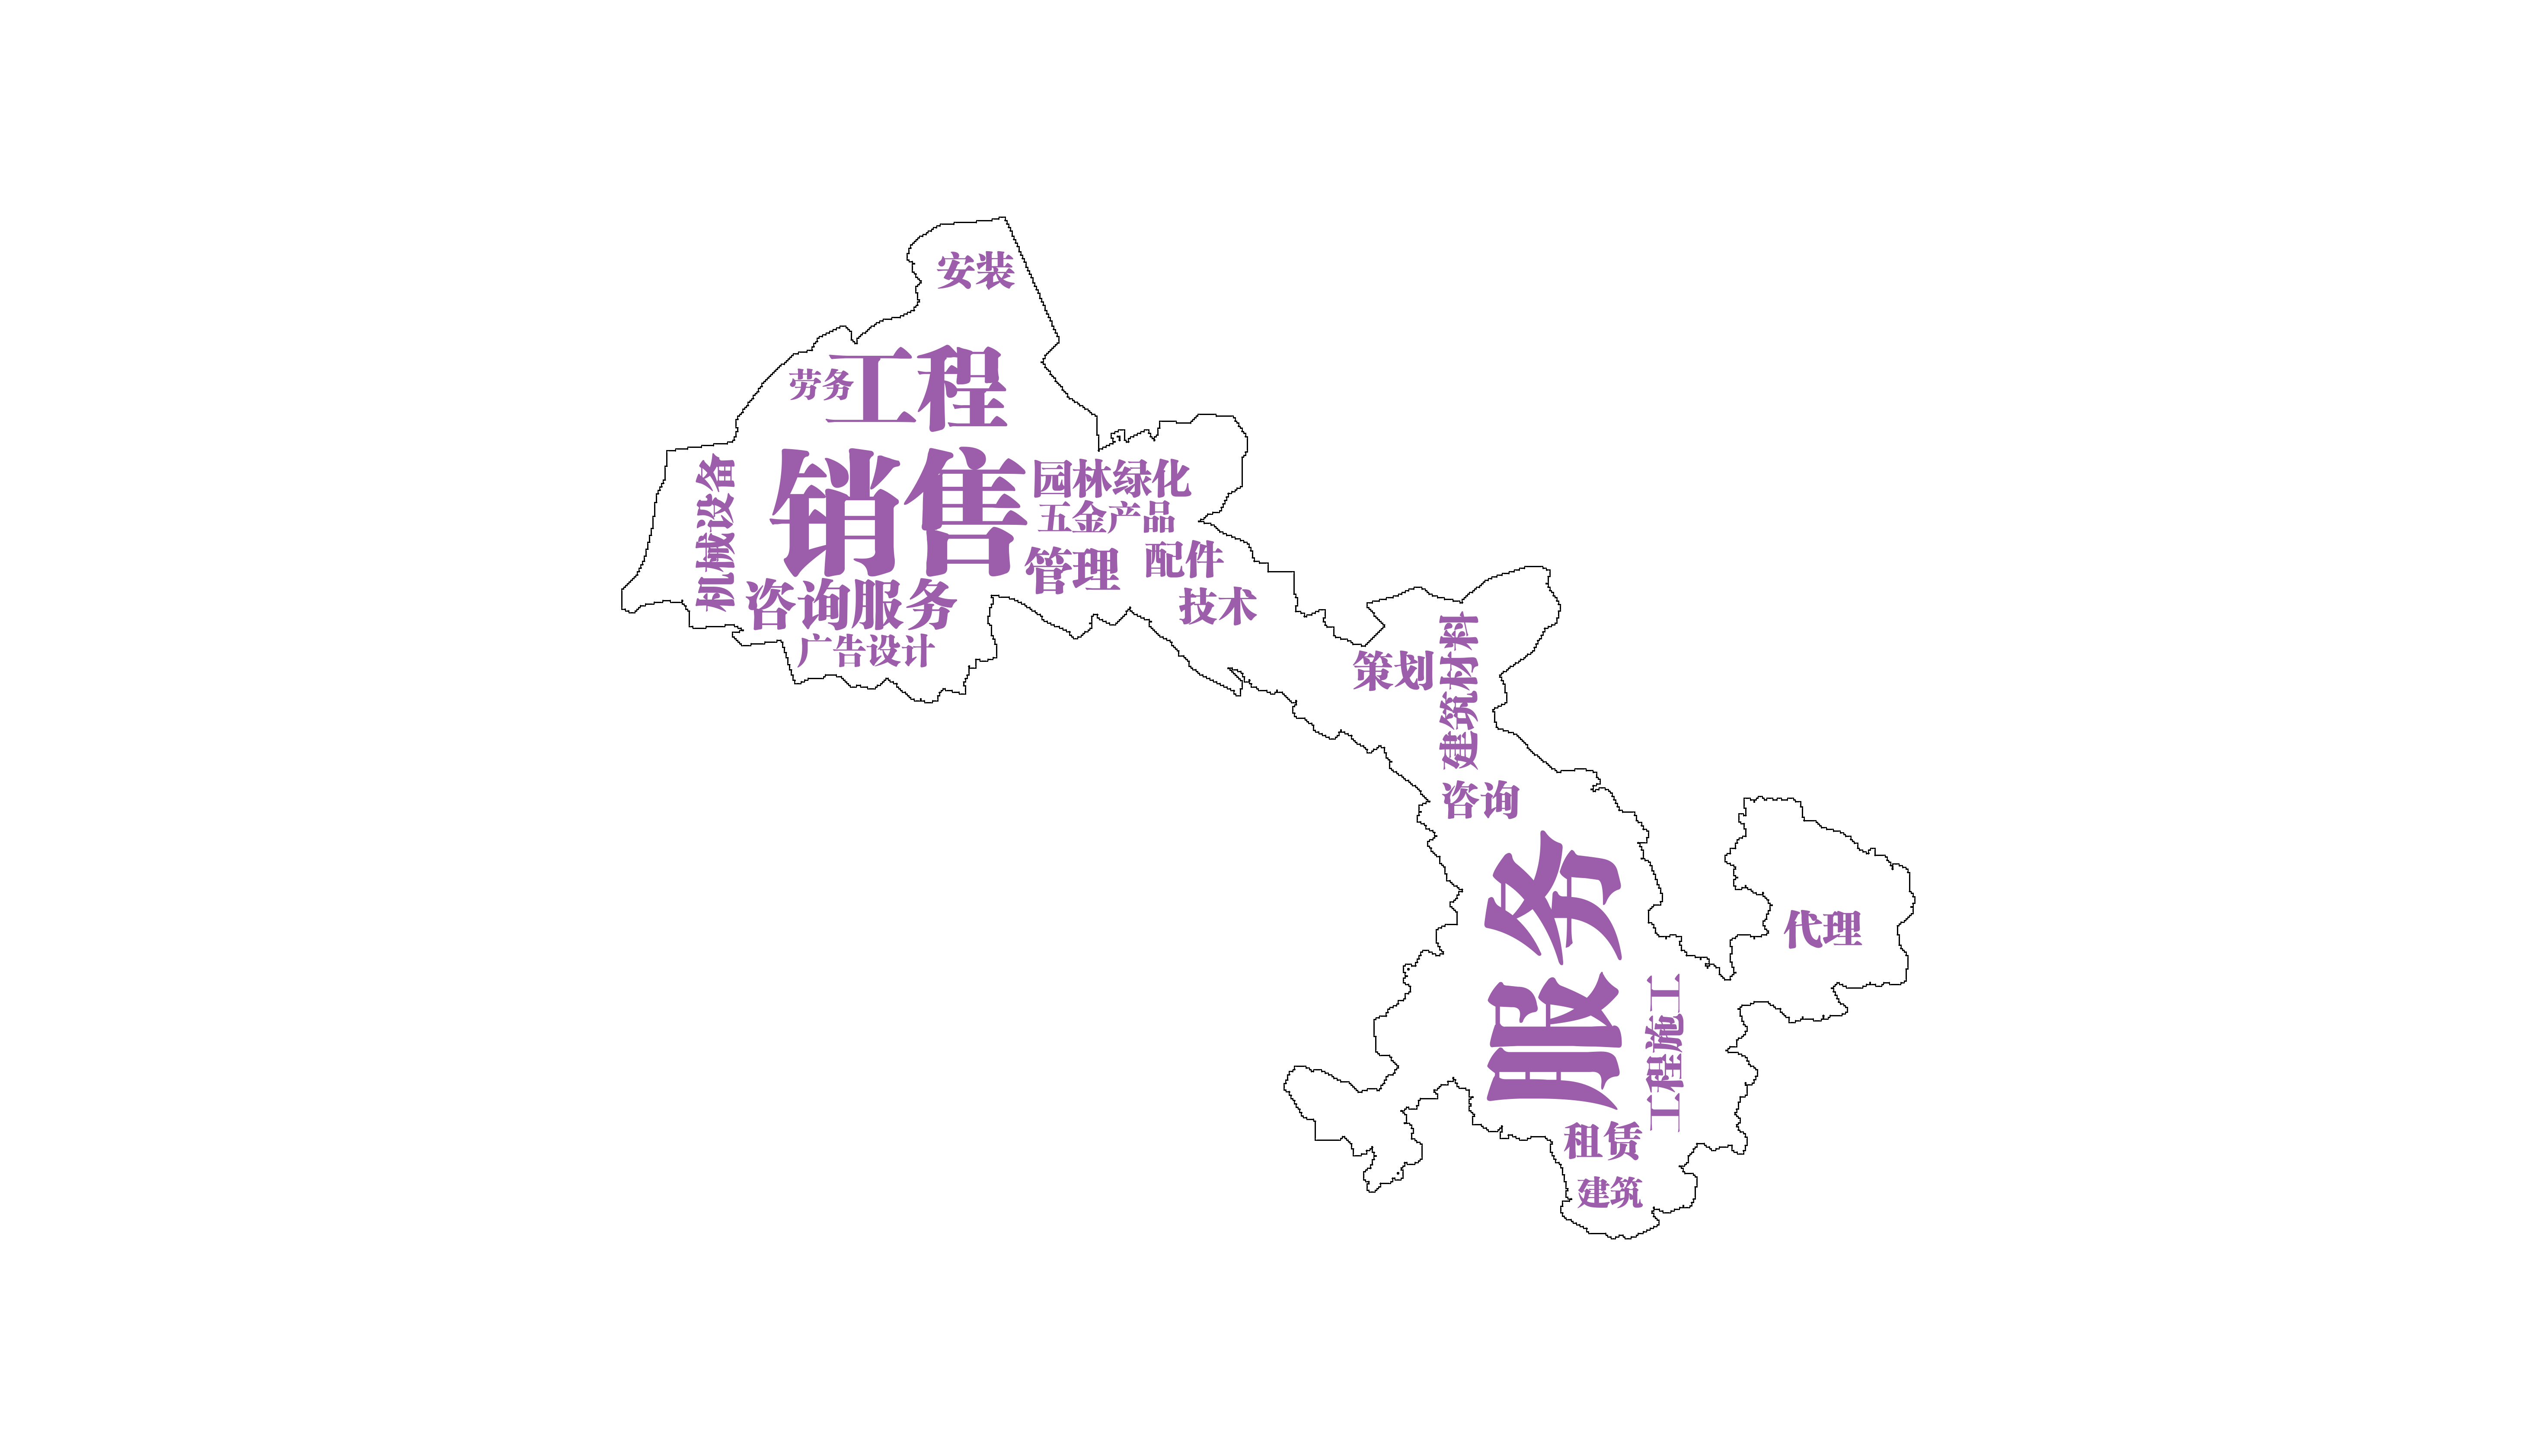 安装
劳务
工程
机械设备
销售
园林绿化
五金产品
管理
配件
咨询服务
技术
广告设计
策划
建筑材料
咨询
服务
代理
工程施工
租赁
建筑